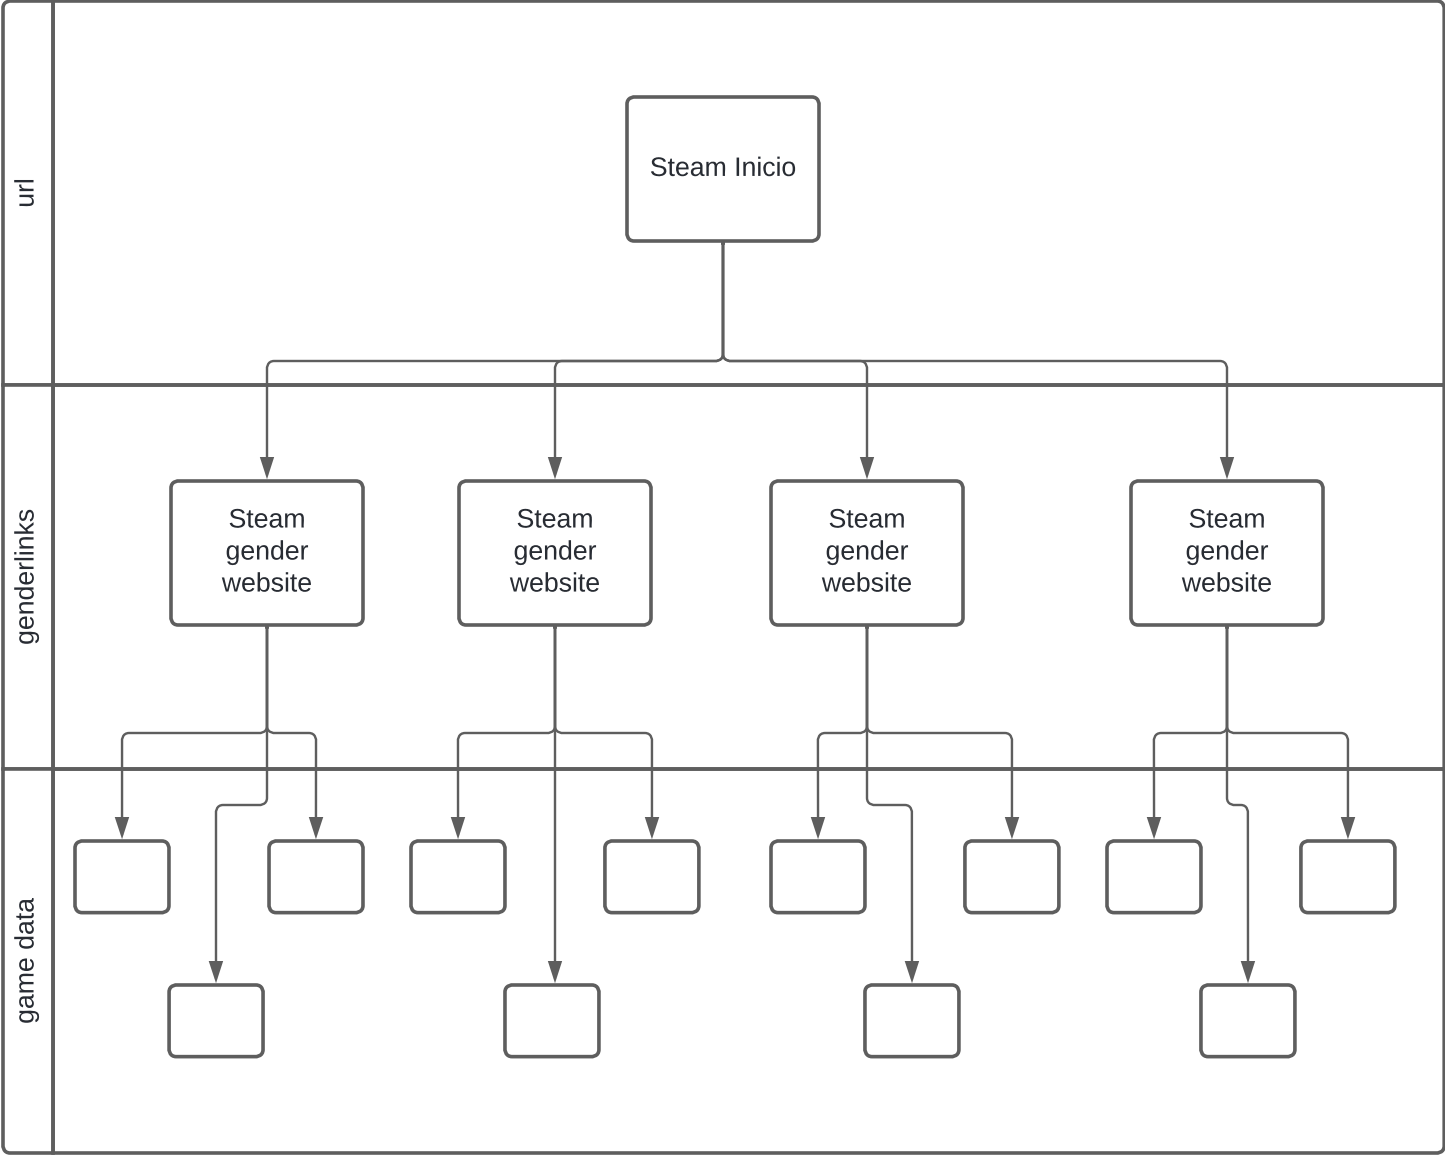 url
Steam Inicio
genderlinks
Steam
gender
website
Steam
gender
website
Steam
gender
website
Steam
gender
website
game data